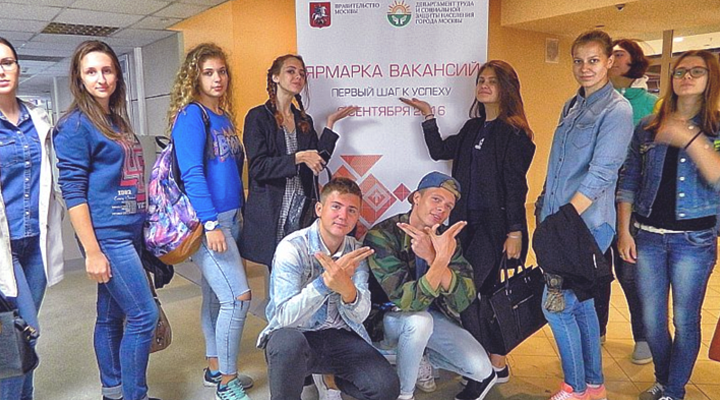 ПРАВИТЕЛЬСТВО
МОСКВЫ
ДЕПАРТАМЕНТ ТРУДА
И СОЦИАЛЬНОЙ
ЗАЩИТЫ НАСЕЛЕНИЯ
ГОРОДА МОСКВЫ
ЯРМАРКА ВАКАНСИЙ
ПЕРВЫЙ ШАГ К УСПЕХУ
СЕНТЯБРЯ 2016